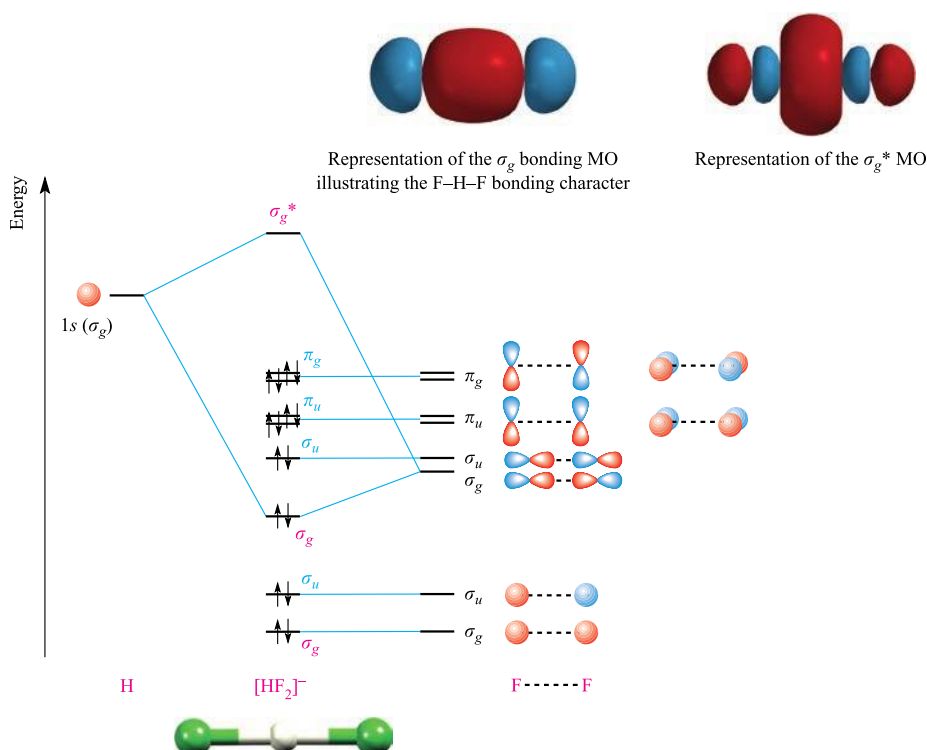 Representation of the σg bonding MO
illustrating the F–H–F bonding character
Representation of the σg* MO
Energy
σg*
1s (σg)
πg
πg
πu
πu
σu
σu
σg
σg
σu
σu
σg
σg
H
[HF2]–
F F